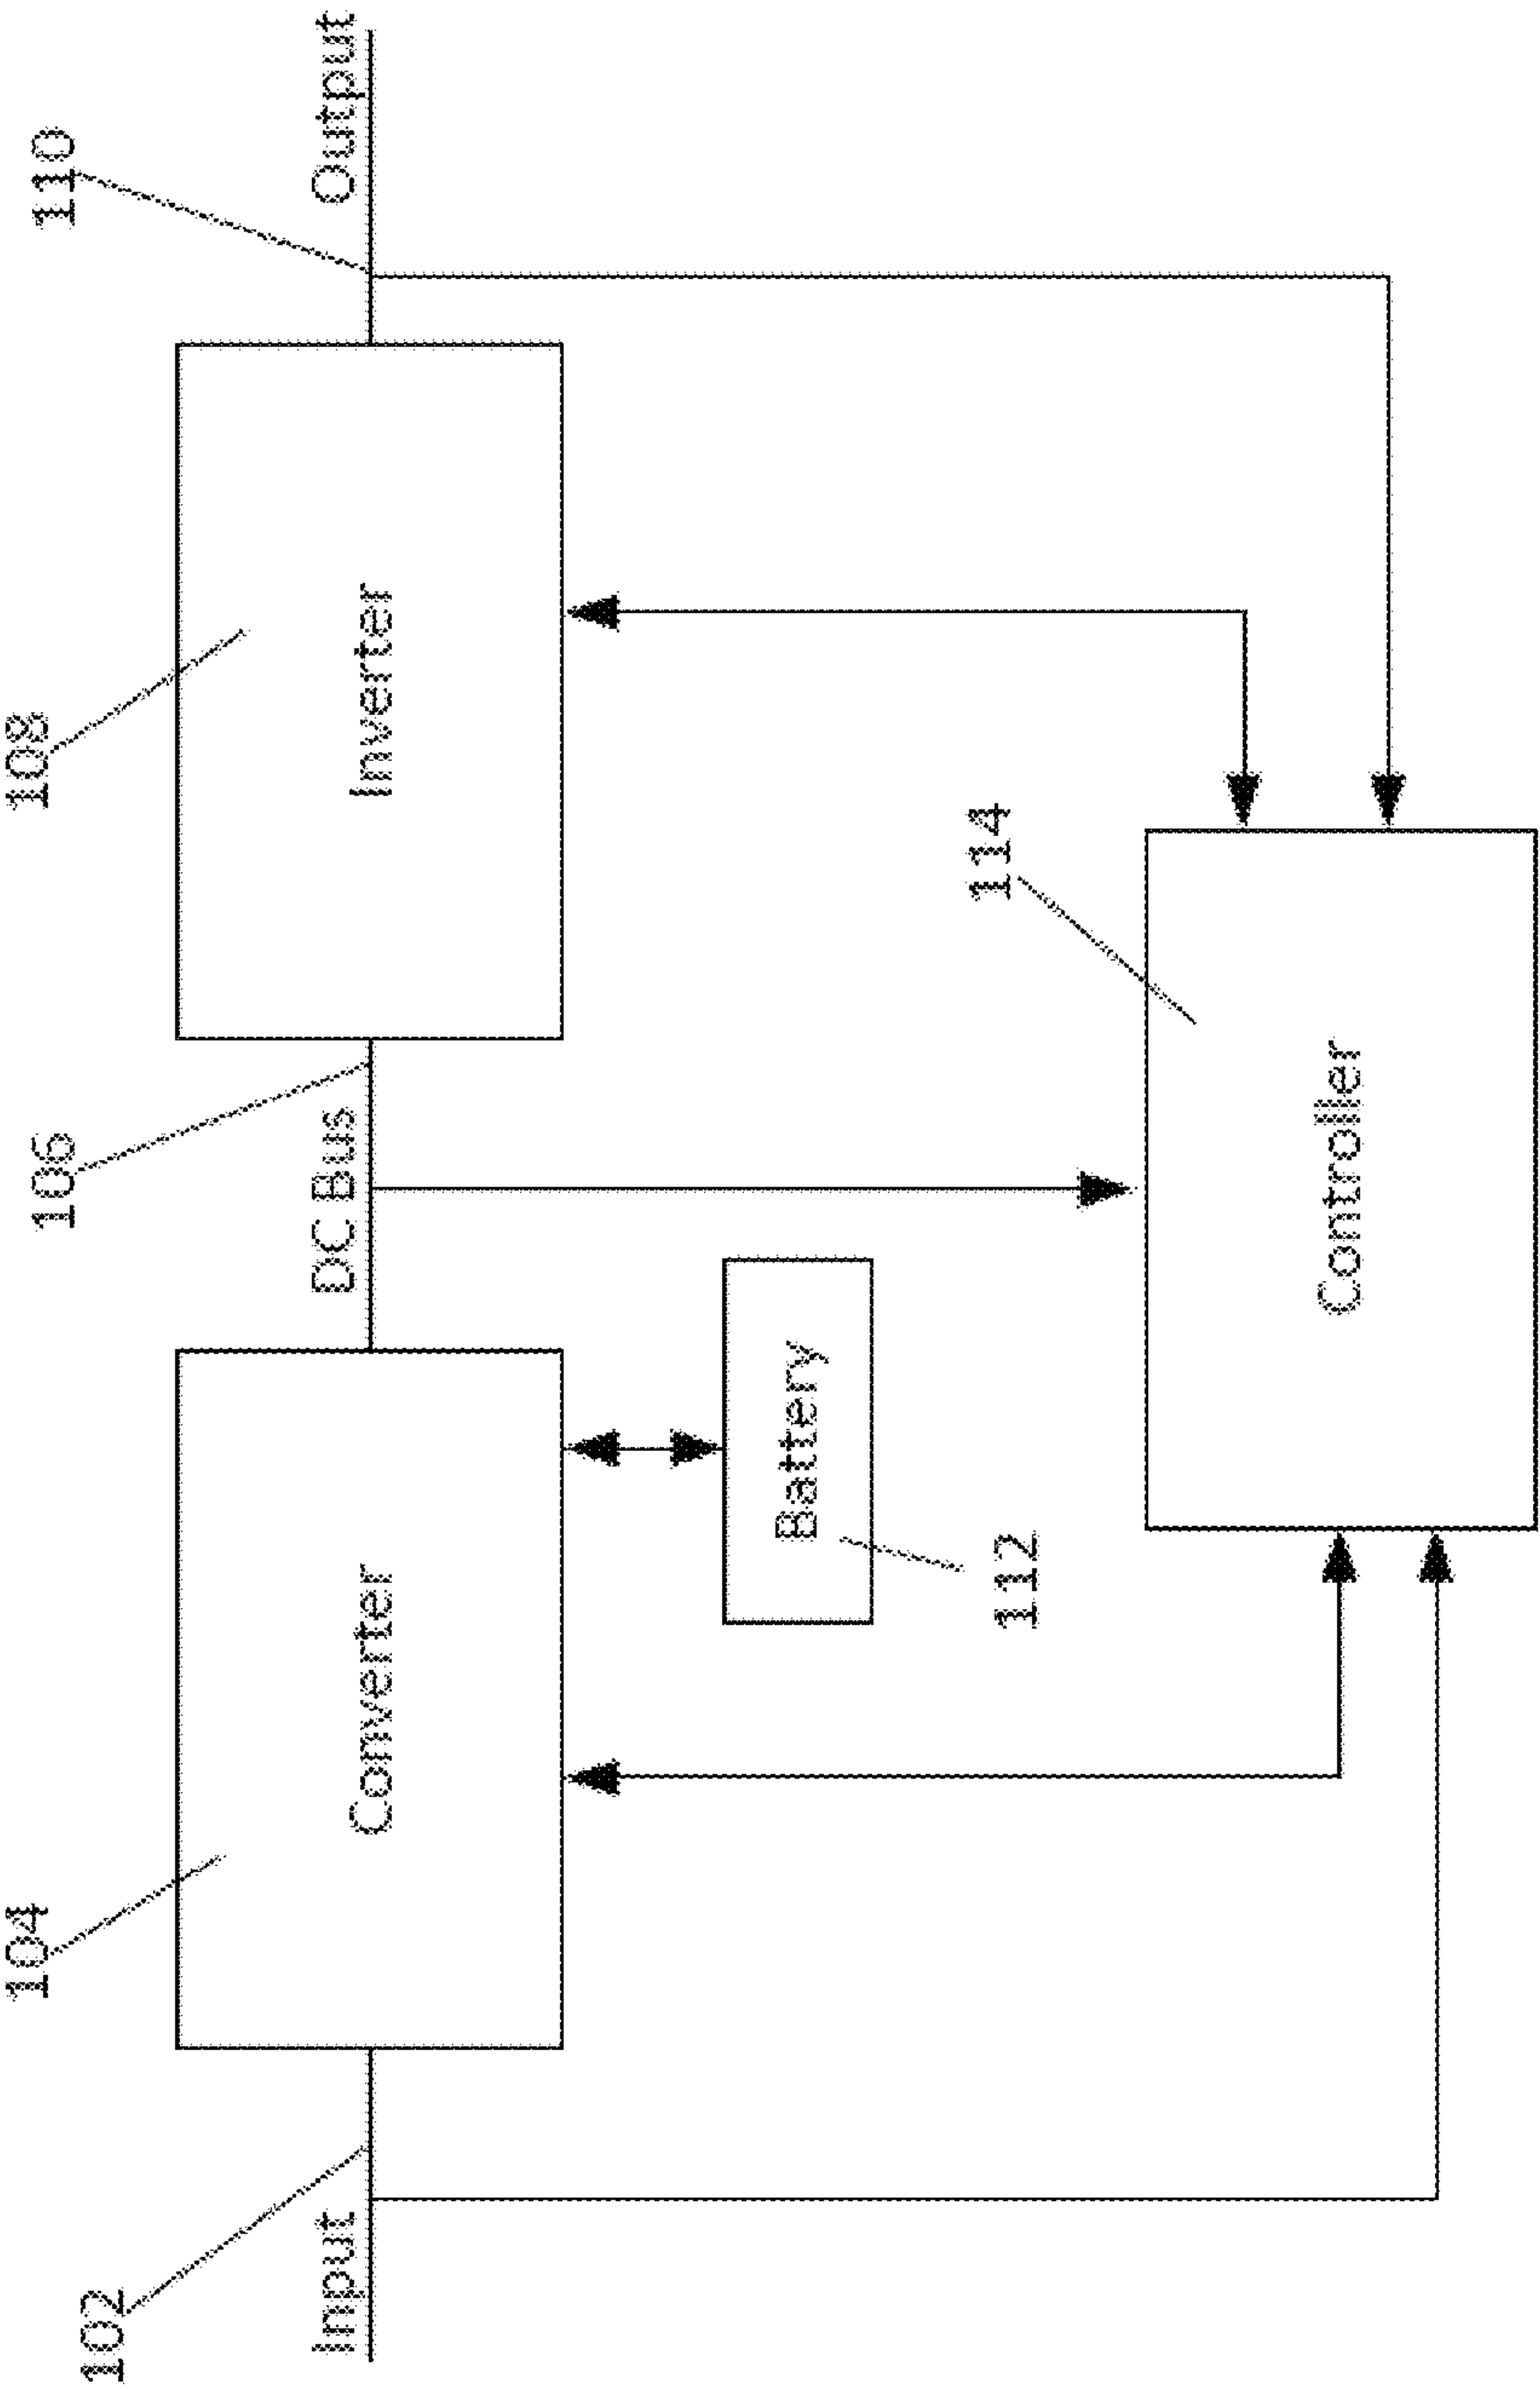 104
108
106
110
102
Input
Converter
DC Bus
Inverter
Output
Battery
112
114
Controller